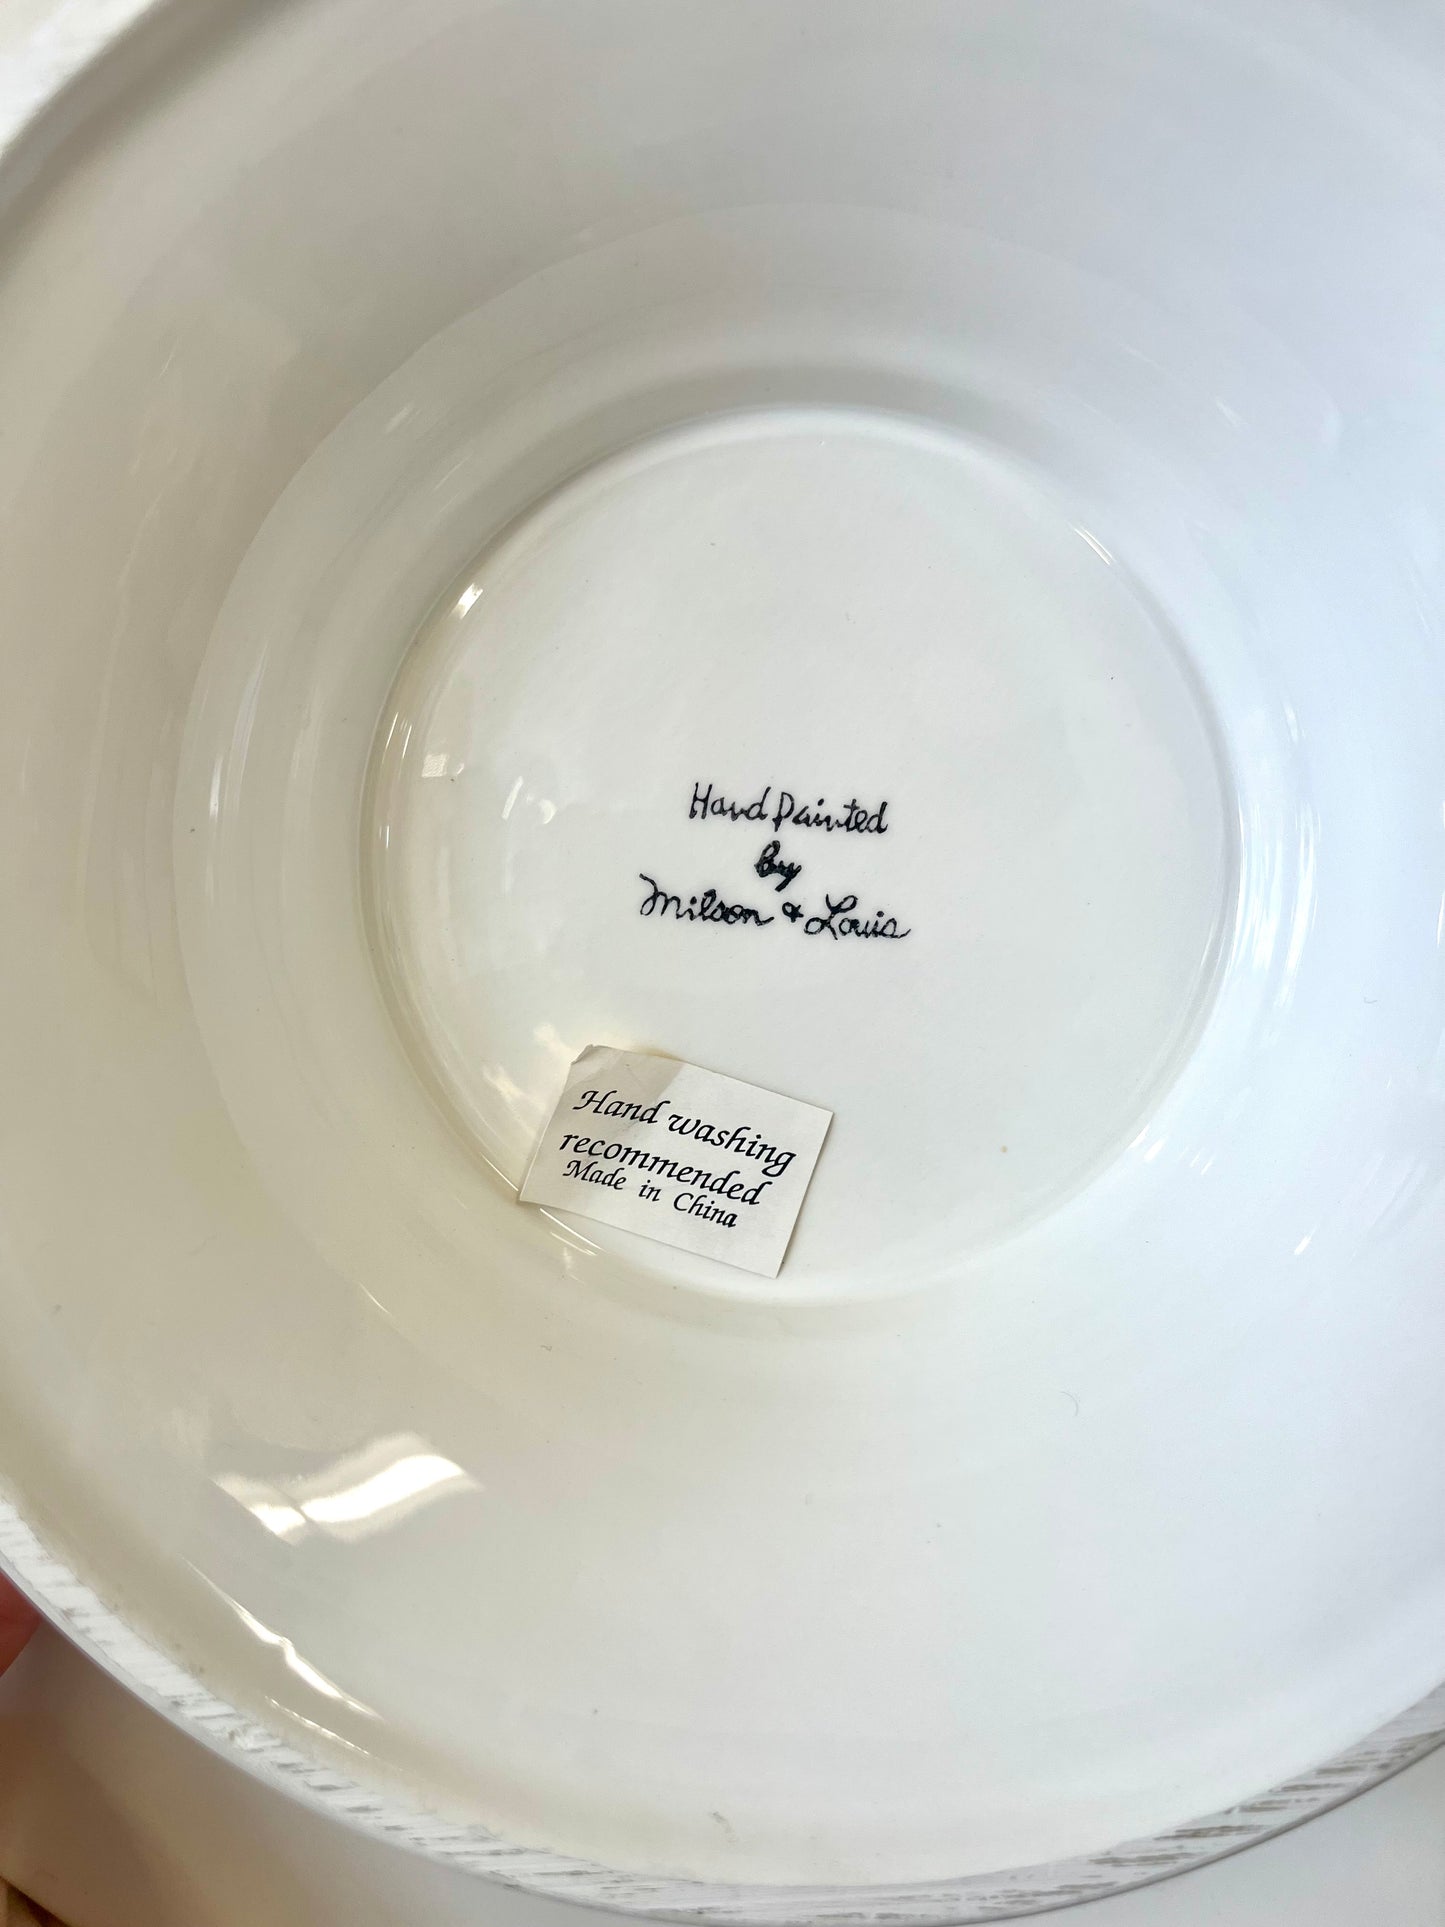 Hand Painted
by
Milson & Louis
Hand washing
recommended
Made in China